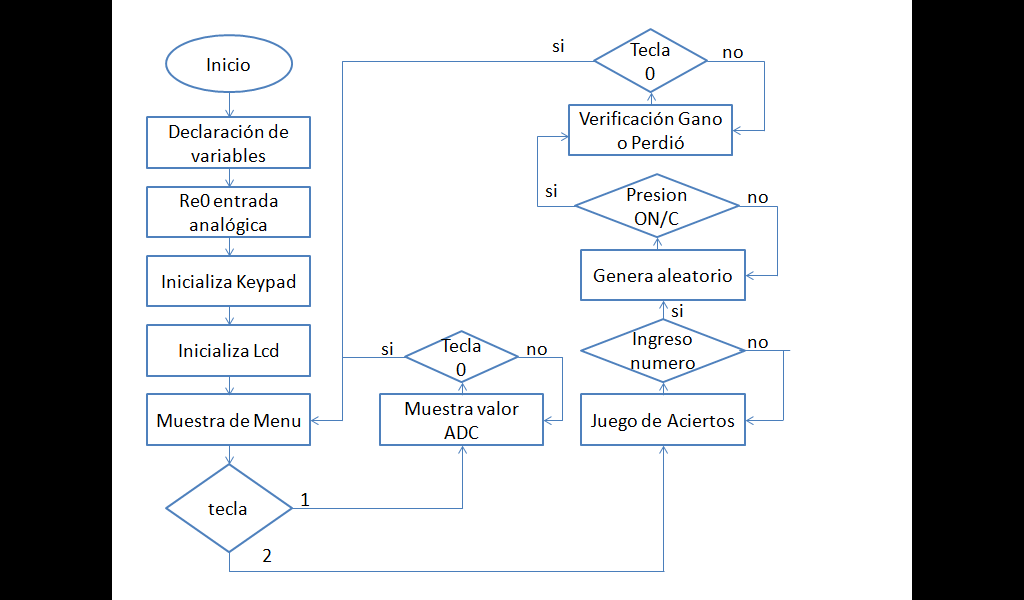 Inicio
Declaración de
variables
Re0 entrada
analógica
Inicializa Keypad
Inicializa Lcd
Muestra de Menu
tecla
1
2
si
Tecla
0
no
Muestra valor
ADC
si
Tecla
0
no
Verificación Gano
o Perdió
si
Presion
ON/C
no
Genera aleatorio
si
Ingreso
numero
no
Juego de Aciertos